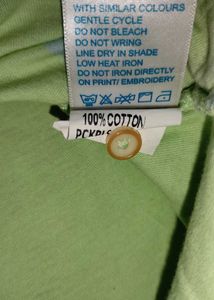 WITH SIMILAR COLOURS
GENTLE CYCLE
DO NOT BLEACH
DO NOT WRING
LINE DRY IN SHADE
LOW HEAT IRON
DO NOT IRON DIRECTLY
ON PRINT/ EMBROIDERY
100% COTTON